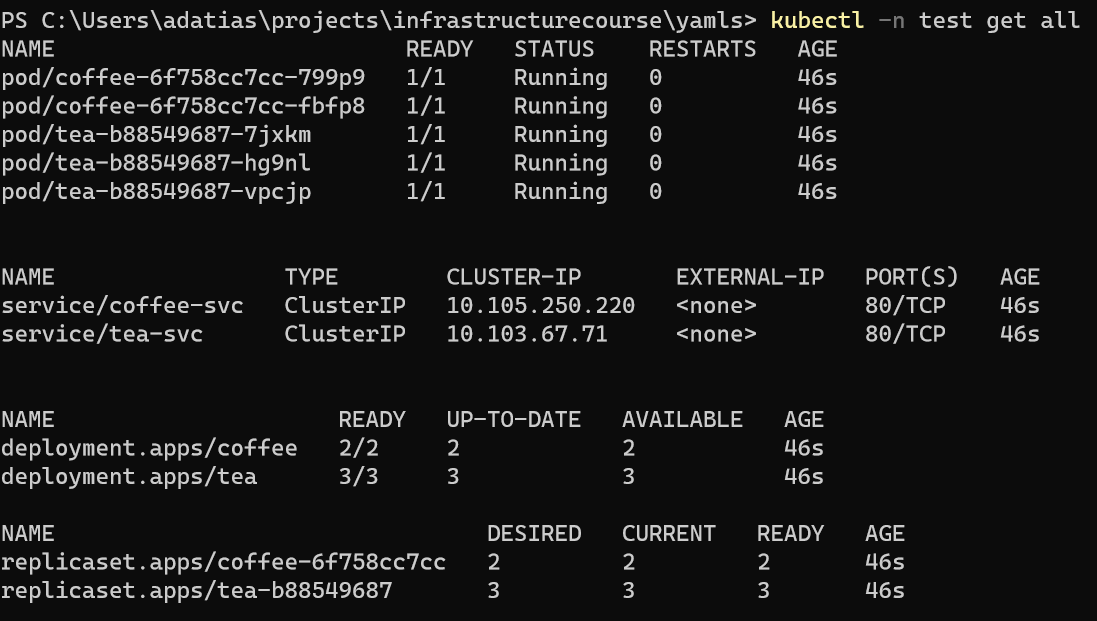 PS C:\Users\adatias\projects\infrastructurecourse\yamls> kubectl -n test get all
NAME READY STATUS RESTARTS AGE
pod/coffee-6f758cc7cc-799p9 1/1 Running 0 46s
pod/coffee-6f758cc7cc-fbfp8 1/1 Running 0 46s
pod/tea-b88549687-7jxkm 1/1 Running 0 46s
pod/tea-b88549687-hg9nl 1/1 Running 0 46s
pod/tea-b88549687-vpcjp 1/1 Running 0 46s
NAME TYPE CLUSTER-IP EXTERNAL-IP PORT(S) AGE
service/coffee-svc ClusterIP 10.105.250.220 <none> 80/TCP 46s
service/tea-svc ClusterIP 10.103.67.71 <none> 80/TCP 46s
NAME READY UP-TO-DATE AVAILABLE AGE
deployment.apps/coffee 2/2 2 2 46s
deployment.apps/tea 3/3 3 3 46s
NAME DESIRED CURRENT READY AGE
replicaset.apps/coffee-6f758cc7cc 2 2 2 46s
replicaset.apps/tea-b88549687 3 3 3 46s